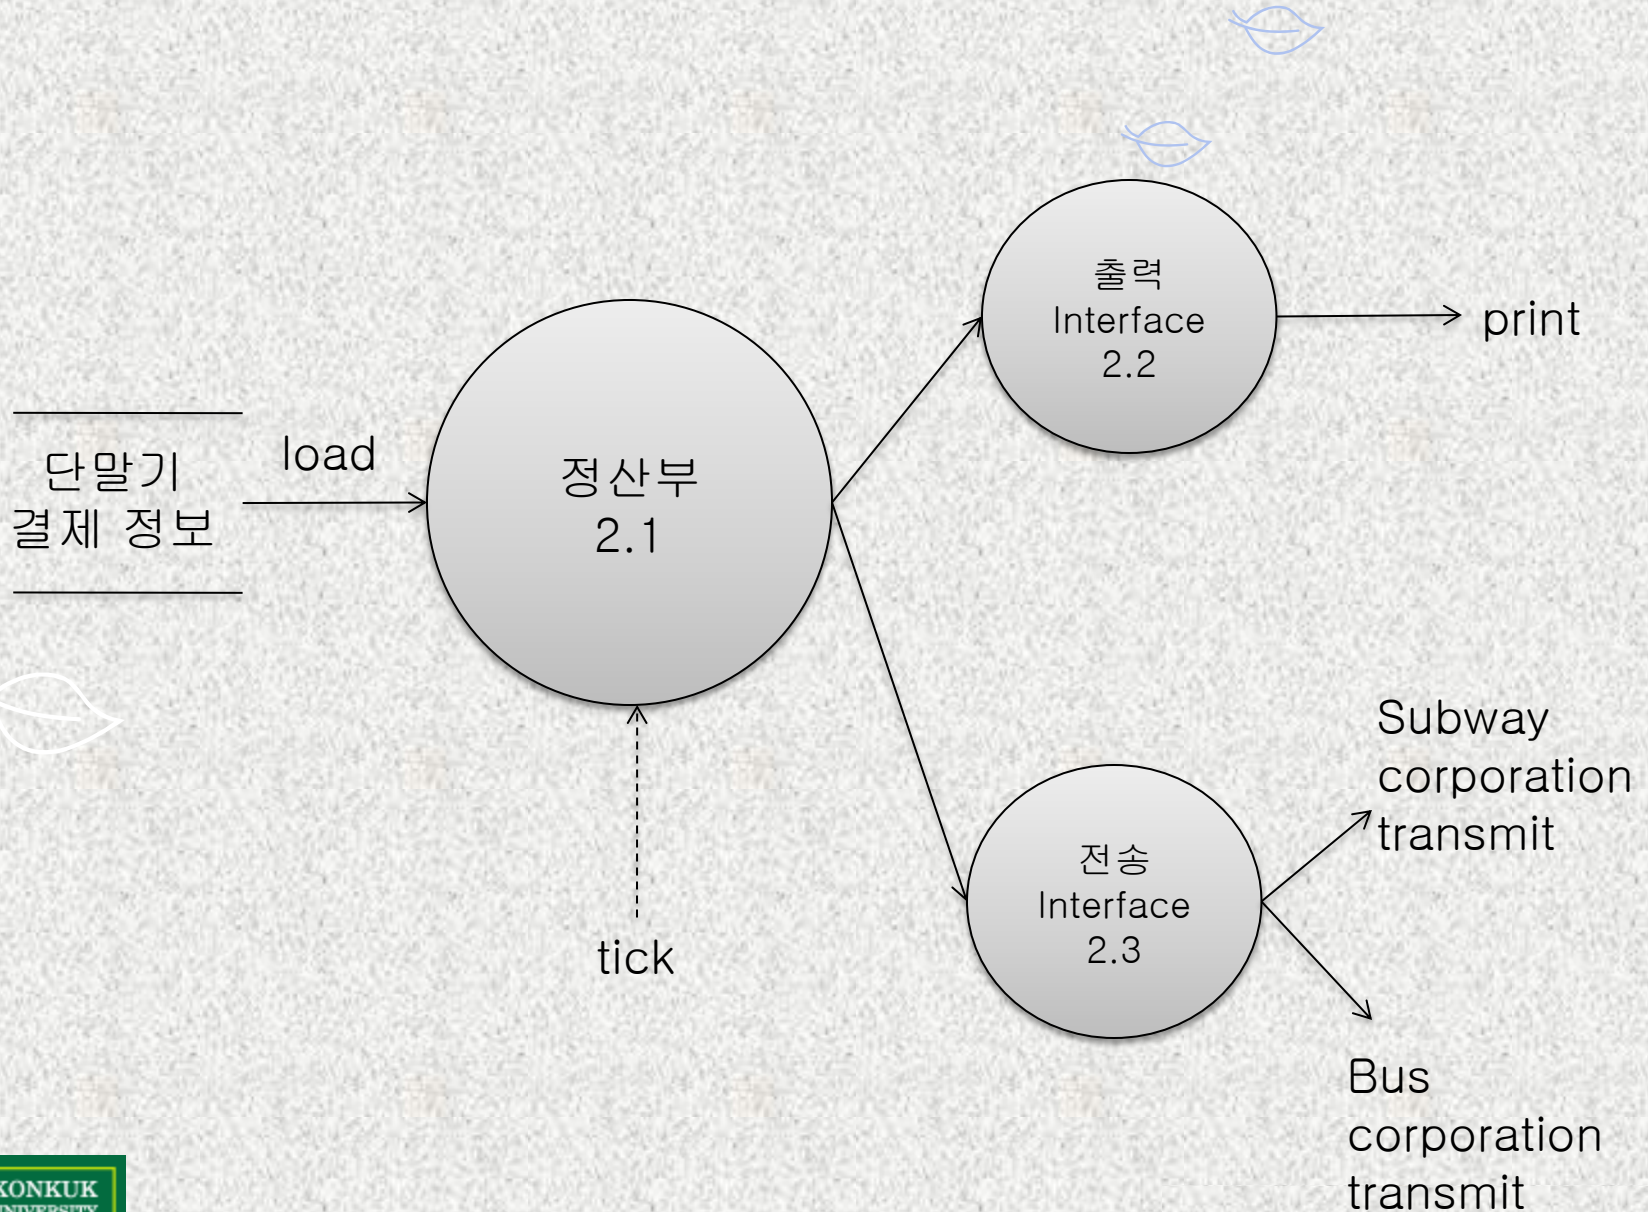 단말기
결제 정보
load
정산부
2.1
tick
출력
Interface
2.2
print
전송
Interface
2.3
Subway
corporation
transmit
Bus
corporation
transmit
KONKUK
UNIVERSITY